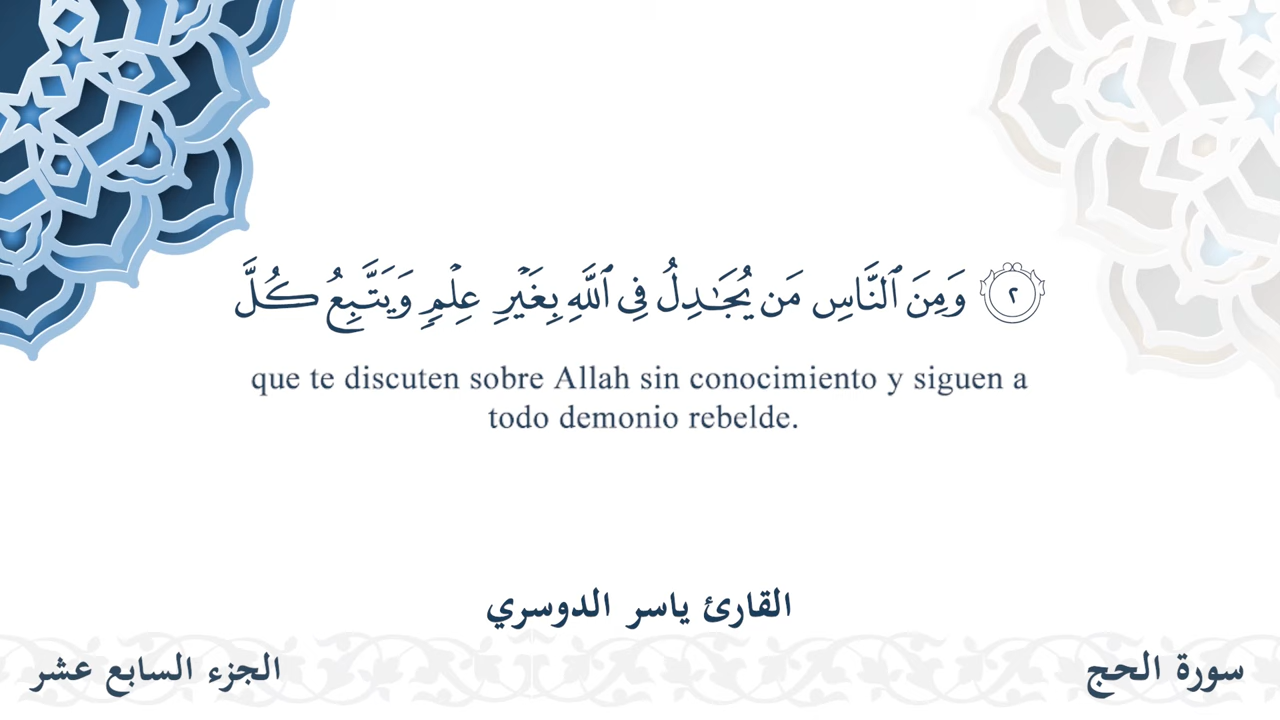 ٢ وَمِنَ ٱلنَّاسِ مَن يُجَـٰدِلُ فِى ٱللَّهِ بِغَيْرِ عِلْمٍ وَيَتَّبِعُ كُلَّ
que te discuten sobre Allah sin conocimiento y siguen a
todo demonio rebelde.
القارئ ياسر الدوسري
سورة الحج
الجزء السابع عشر